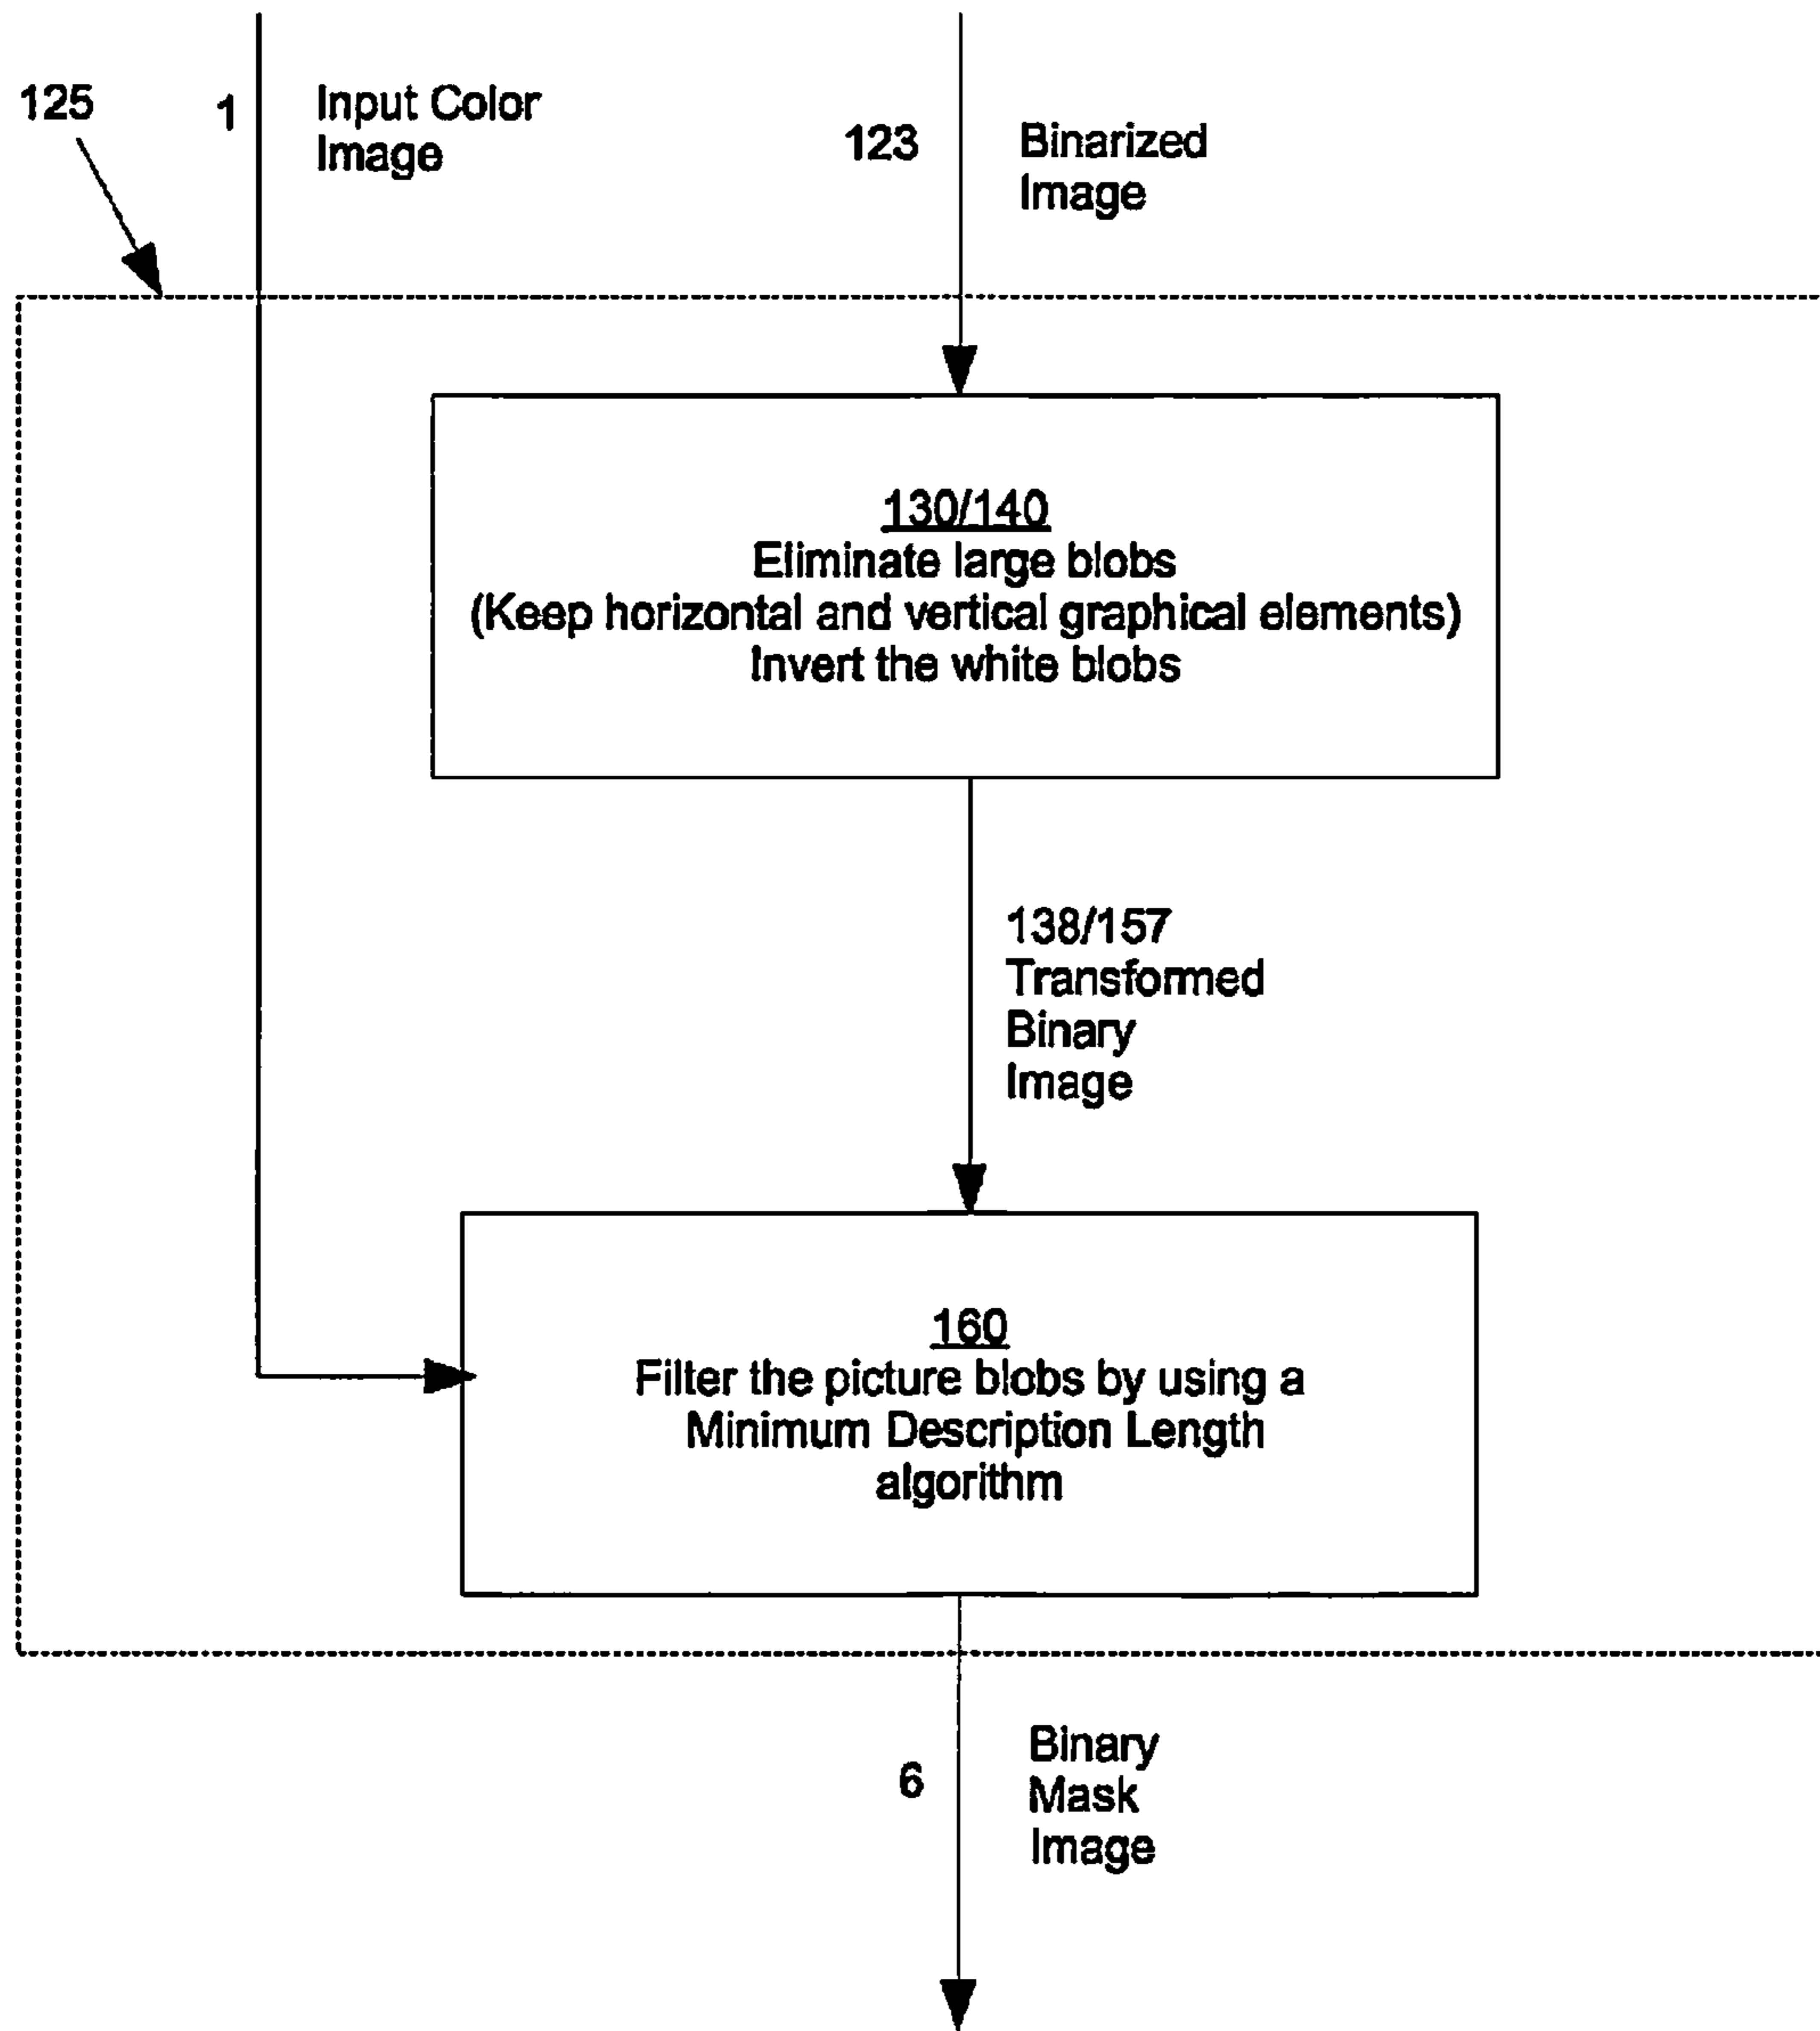 125
1
Input Color
Image
123
Binarized
Image
130/140
Eliminate large blobs
(Keep horizontal and vertical graphical elements)
Invert the white blobs
138/157
Transformed
Binary
Image
160
Filter the picture blobs by using a
Minimum Description Length
algorithm
6
Binary
Mask
Image